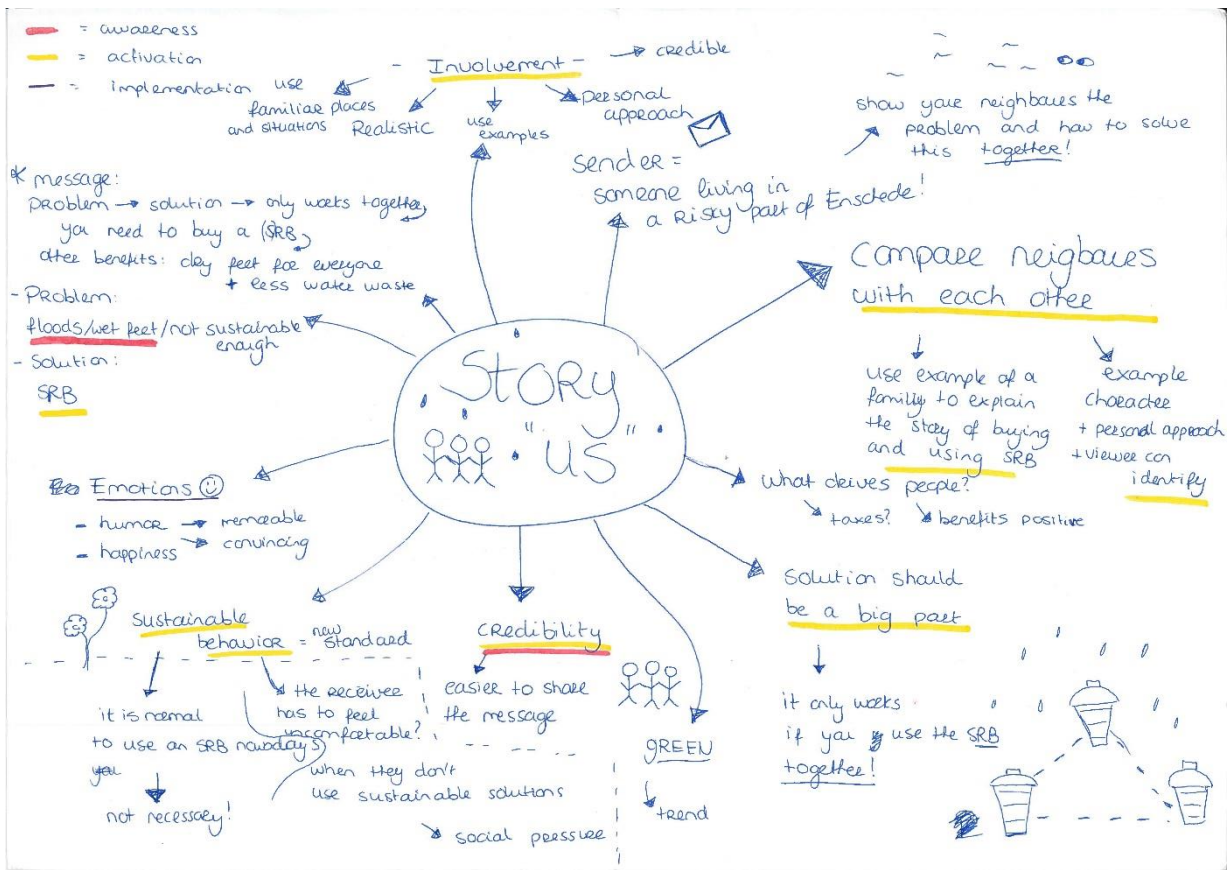 = awareness
= activation
= implementation
- Involvement -
→ credible
use
familiar places
and situations
Realistic
use
examples
personal
approach
sender =
someone living in
a Risky part of Enschede!
show your neighbours the
problem and how to solve
this together!
* message:
problem → solution → only works together,
you need to buy a (SRB)
other benefits: dry feet for everyone
+ less water waste
- Problem:
floods/wet feet/not sustainable
enough
- Solution:
SRB
STORY
"US"
Compare neigbours
with each other
use example of a
family to explain
the story of buying
and using SRB
example
character
+ personal approach
+ viewer can
identify
what drives people?
taxes?
benefits positive
Emotions
- humor → remeable
- happiness → convincing
sustainable
behavior = new standard
it is normal
to use an SRB nowdays
you
not necessary!
the receiver
has to feel
uncomfortable?
when they don't
use sustainable solutions
social pressure
credibility
easier to share
the message
gREEN
trend
solution should
be a big part
it only works
if you use the SRB
together!